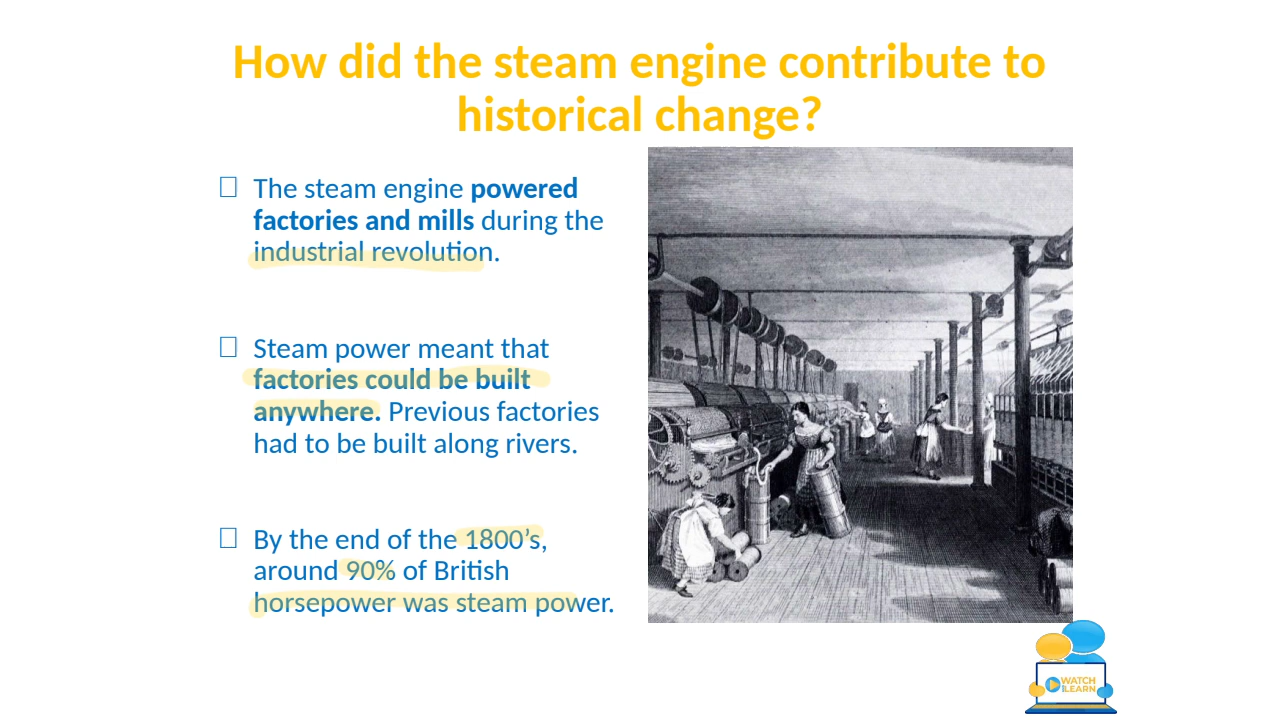 How did the steam engine contribute to
historical change?
The steam engine powered
factories and mills during the
industrial revolution.
Steam power meant that
factories could be built
anywhere. Previous factories
had to be built along rivers.
By the end of the 1800’s,
around 90% of British
horsepower was steam power.
WATCH
LEARN